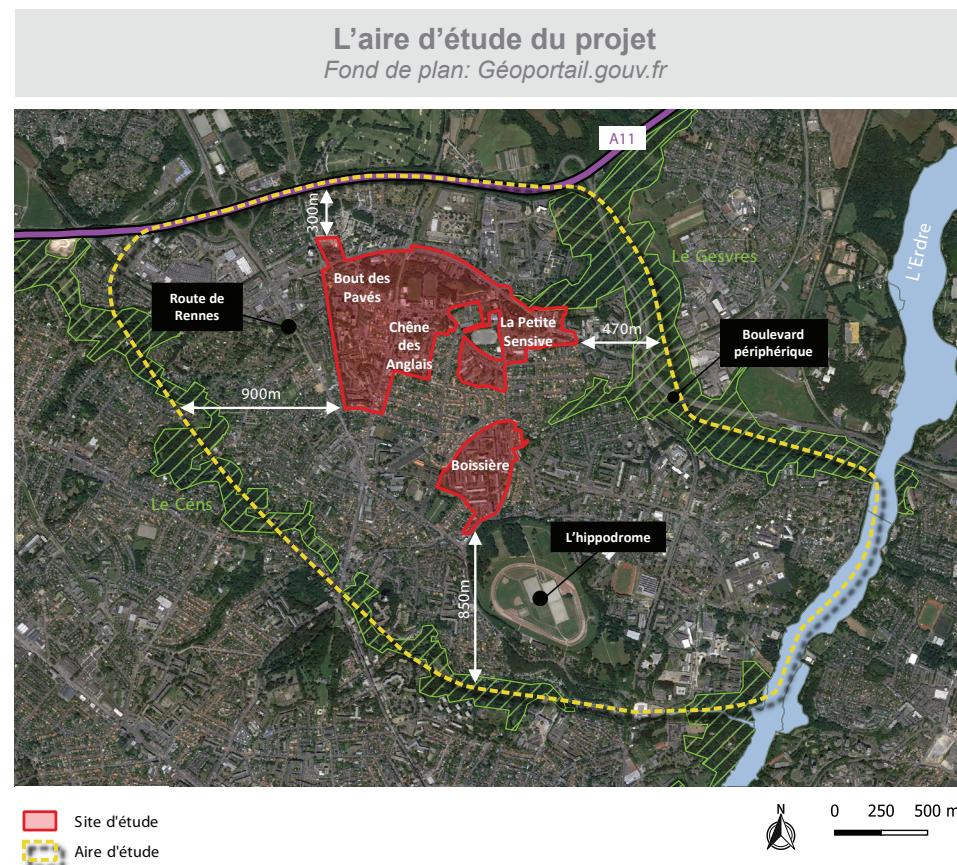 L'aire d'étude du projet
Fond de plan: Géoportail.gouv.fr
A11
300m
L'Erdre
Le Gesvres
Bout des
Pavés
Route de
Rennes
Chêne
des
Anglais
La Petite
Sensive
470m
Boulevard
périphérique
900m
Boissière
Le Cens
L'hippodrome
850m
Site d'étude
Aire d'étude
N
0 250 500 m